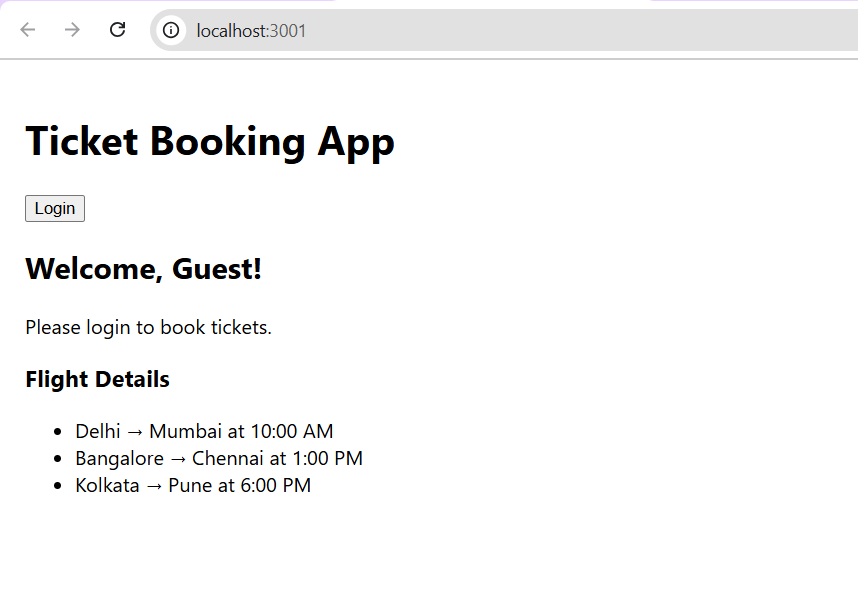 localhost:3001
Ticket Booking App
Login
Welcome, Guest!
Please login to book tickets.
Flight Details
• Delhi → Mumbai at 10:00 AM
• Bangalore → Chennai at 1:00 PM
• Kolkata → Pune at 6:00 PM